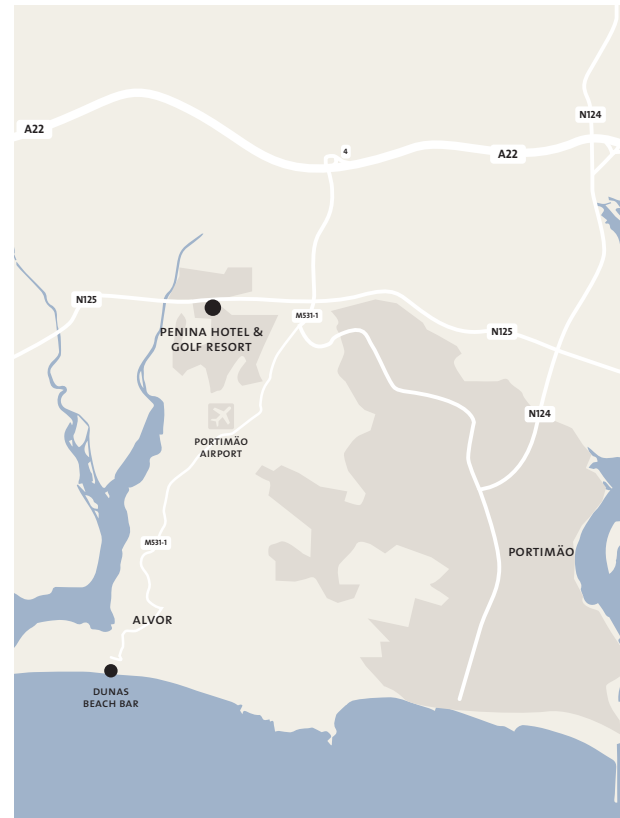 N124
A22
4
A22
N125
M531-1
N125
PENINA HOTEL &
GOLF RESORT
N124
PORTIMÃO
AIRPORT
M531-1
PORTIMÃO
ALVOR
DUNAS
BEACH BAR